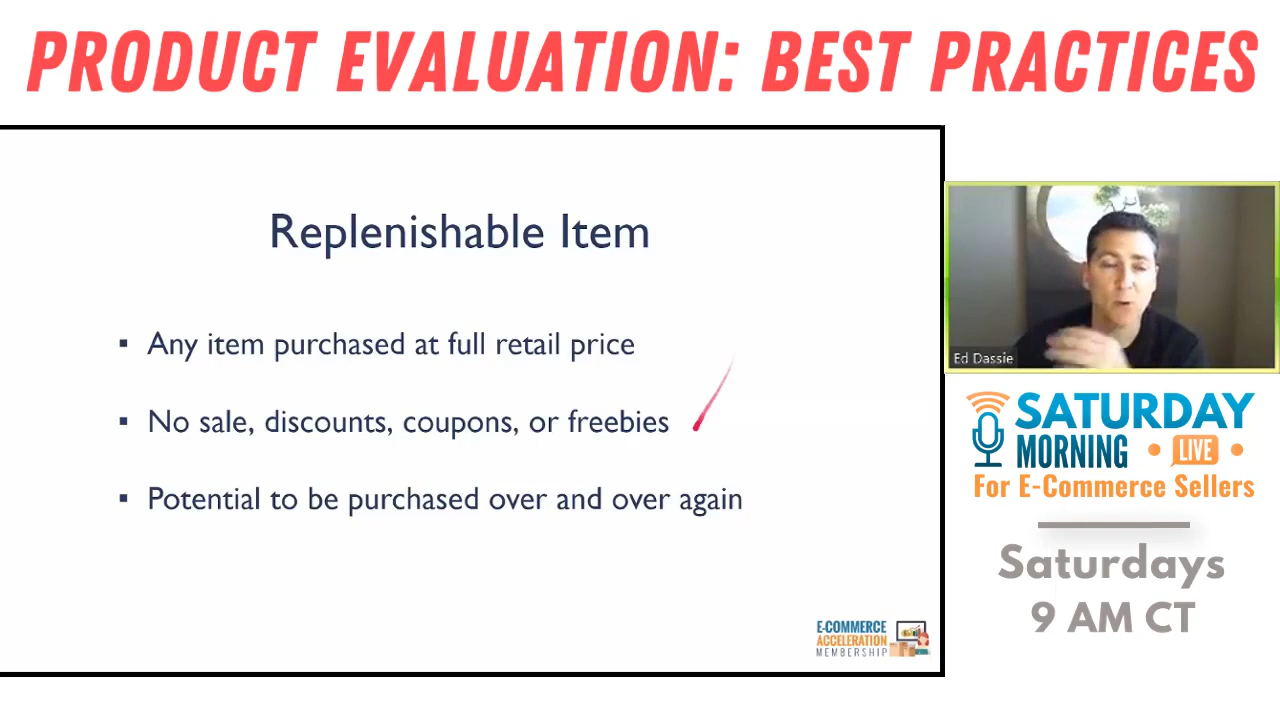 PRODUCT EVALUATION: BEST PRACTICES
Replenishable Item
▪ Any item purchased at full retail price
▪ No sale, discounts, coupons, or freebies
▪ Potential to be purchased over and over again
E-COMMERCE
ACCELERATION
MEMBERSHIP
Ed Dassie
SATURDAY
MORNING • LIVE •
For E-Commerce Sellers
Saturdays
9 AM CT